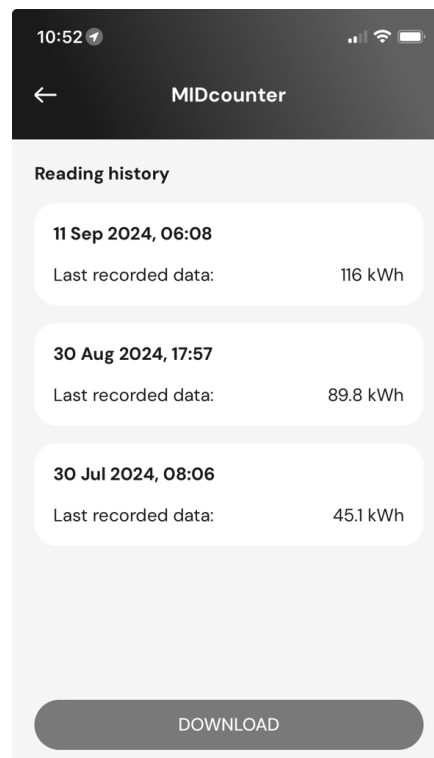 10:52
MIDcounter
Reading history
11 Sep 2024, 06:08
Last recorded data: 116 kWh
30 Aug 2024, 17:57
Last recorded data: 89.8 kWh
30 Jul 2024, 08:06
Last recorded data: 45.1 kWh
DOWNLOAD